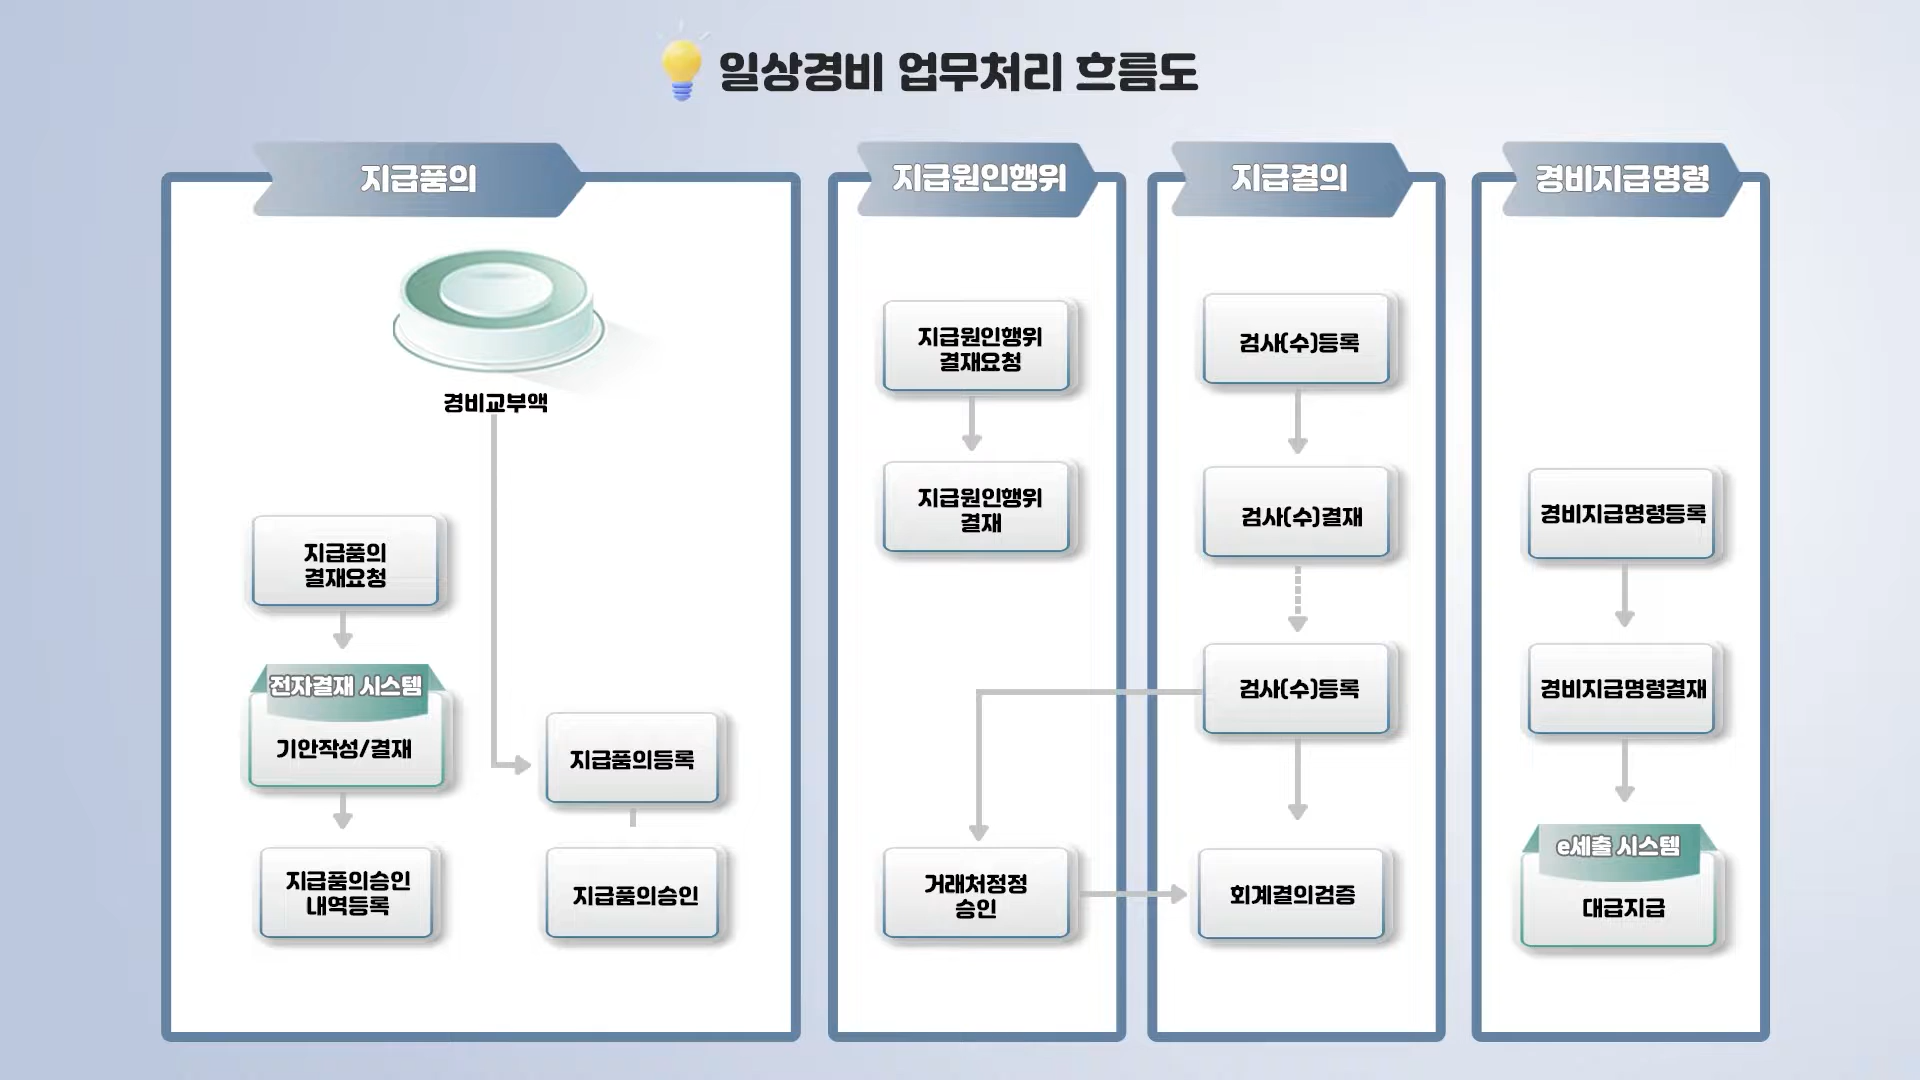 일상경비 업무처리 흐름도
지급품의
경비교부액
지급품의
결재요청
전자결재 시스템
기안작성/결재
지급품의승인
내역등록
지급품의등록
지급품의승인
지급원인행위
지급원인행위
결재요청
지급원인행위
결재
거래처정정
승인
지급결의
검사(수)등록
검사(수)결재
검사(수)등록
회계결의검증
경비지급명령
경비지급명령등록
경비지급명령결재
e세출 시스템
대급지급